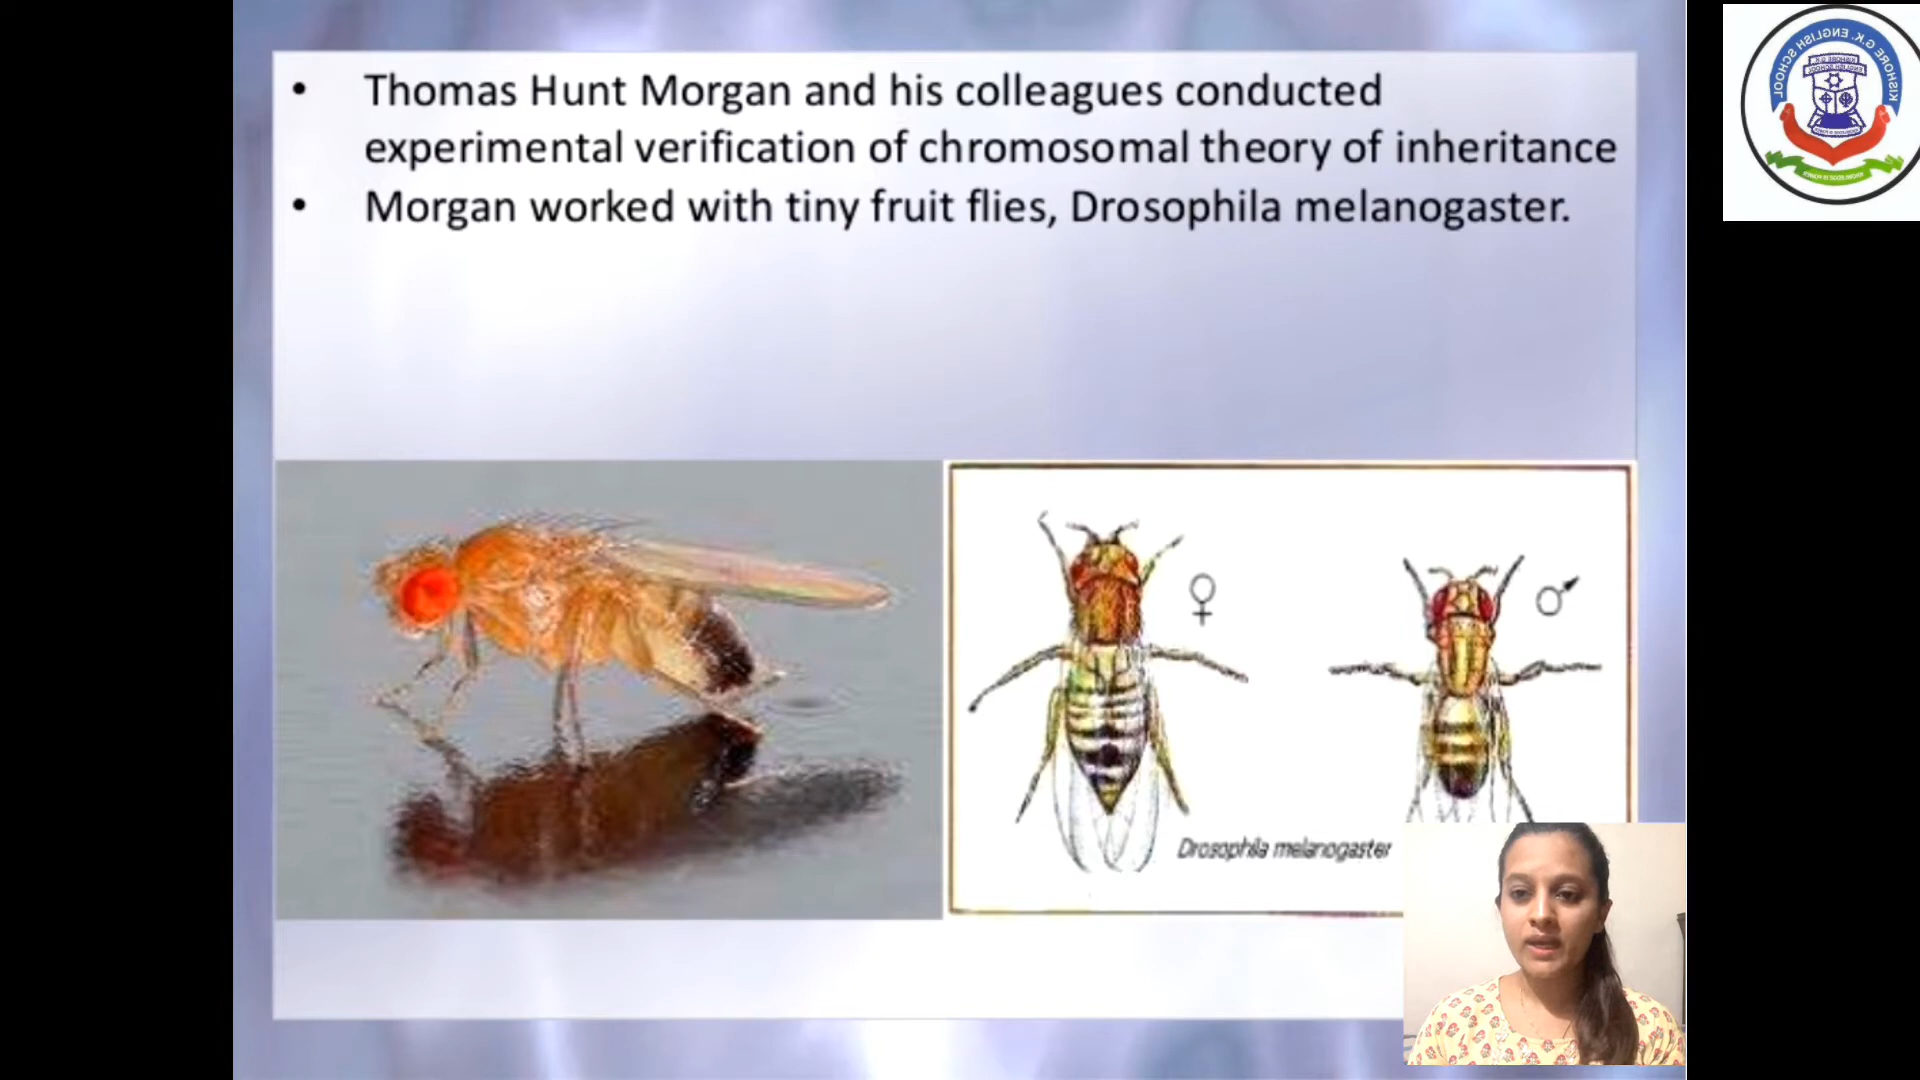 • Thomas Hunt Morgan and his colleagues conducted
experimental verification of chromosomal theory of inheritance
• Morgan worked with tiny fruit flies, Drosophila melanogaster.
♀
♂
Drosophila melanogaster
KISHORE G.K. ENGLISH SCHOOL